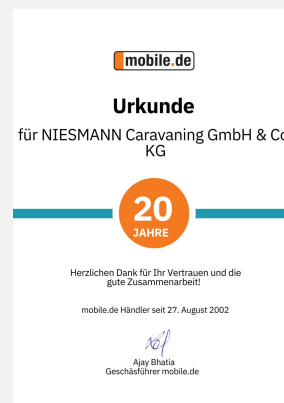 mobile.de
Urkunde
für NIESMANN Caravaning GmbH & Co
KG
20
JAHRE
Herzlichen Dank für Ihr Vertrauen und die
gute Zusammenarbeit!
mobile.de Händler seit 27. August 2002
Ajay Bhatia
Geschäsführer mobile.de